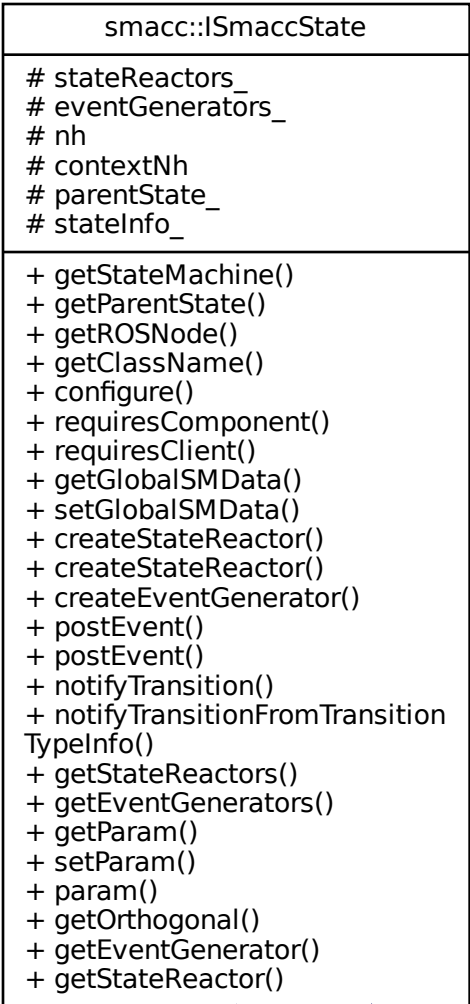 smacc::ISmaccState
# stateReactors_
# eventGenerators_
# nh
# contextNh
# parentState_
# stateInfo_
+ getStateMachine()
+ getParentState()
+ getROSNode()
+ getClassName()
+ configure()
+ requiresComponent()
+ requiresClient()
+ getGlobalSMData()
+ setGlobalSMData()
+ createStateReactor()
+ createStateReactor()
+ createEventGenerator()
+ postEvent()
+ postEvent()
+ notifyTransition()
+ notifyTransitionFromTransition
TypeInfo()
+ getStateReactors()
+ getEventGenerators()
+ getParam()
+ setParam()
+ param()
+ getOrthogonal()
+ getEventGenerator()
+ getStateReactor()